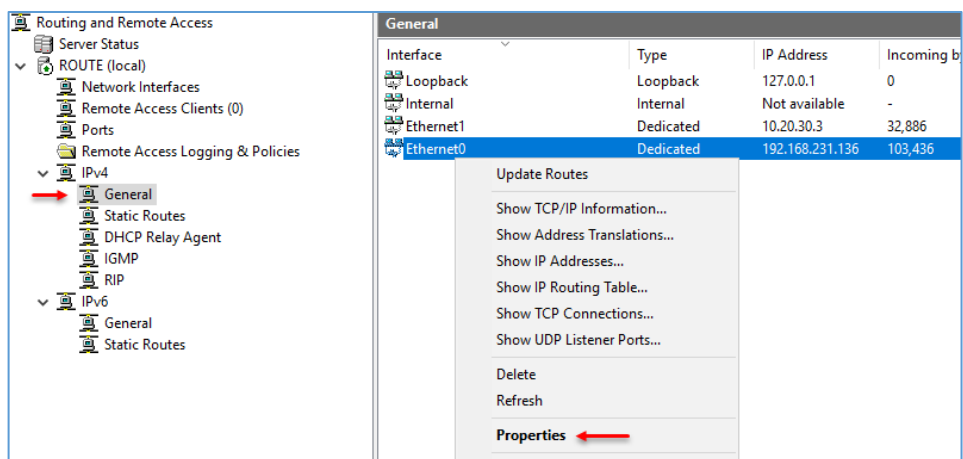 Routing and Remote Access
Server Status
ROUTE (local)
Network Interfaces
Remote Access Clients (0)
Ports
Remote Access Logging & Policies
IPv4
General
Static Routes
DHCP Relay Agent
IGMP
RIP
IPv6
General
Static Routes
General
Interface Type IP Address Incoming b
Loopback Loopback 127.0.0.1 0
Internal Internal Not available -
Ethernet1 Dedicated 10.20.30.3 32,886
Ethernet0 Dedicated 192.168.231.136 103,436
Update Routes
Show TCP/IP Information...
Show Address Translations...
Show IP Addresses...
Show IP Routing Table...
Show TCP Connections...
Show UDP Listener Ports...
Delete
Refresh
Properties